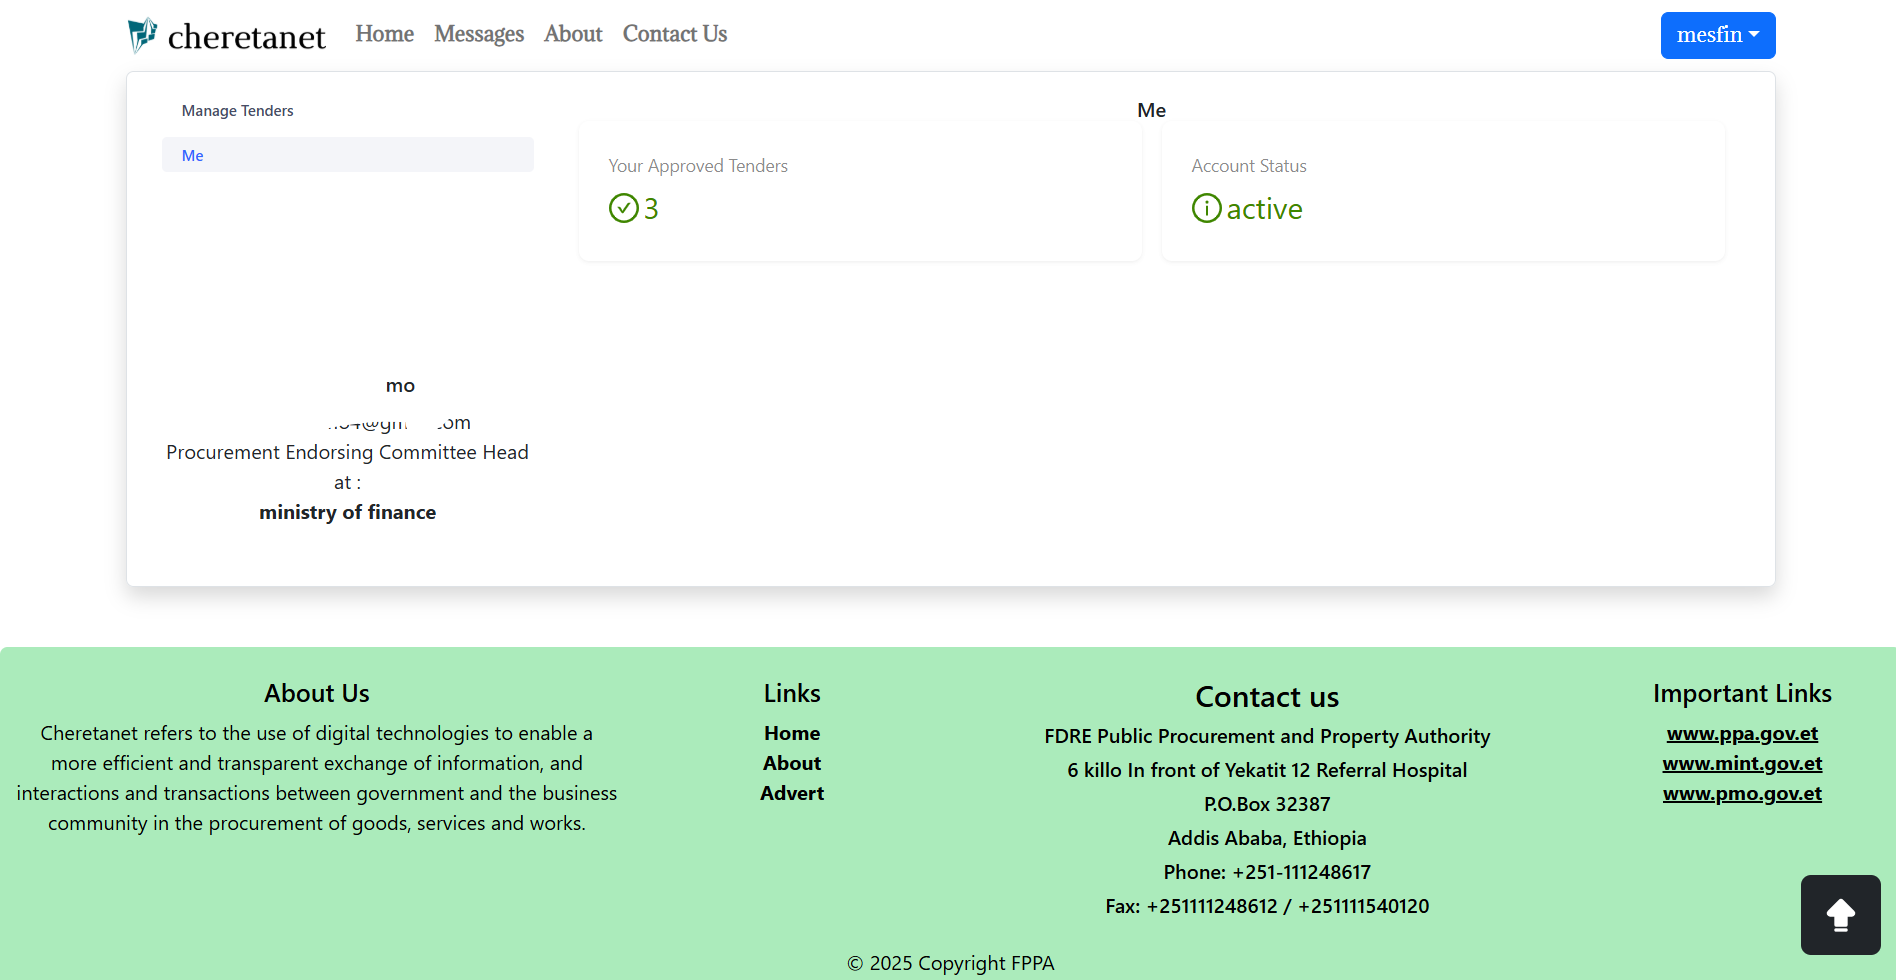 cheretanet Home Messages About Contact Us mesfin
Manage Tenders
Me
Me
Your Approved Tenders
3
Account Status
active
mo
Procurement Endorsing Committee Head
at :
ministry of finance
About Us
Cheretanet refers to the use of digital technologies to enable a
more efficient and transparent exchange of information, and
interactions and transactions between government and the business
community in the procurement of goods, services and works.
Links
Home
About
Advert
Contact us
FDRE Public Procurement and Property Authority
6 killo In front of Yekatit 12 Referral Hospital
P.O.Box 32387
Addis Ababa, Ethiopia
Phone: +251-111248617
Fax: +251111248612 / +251111540120
Important Links
www.ppa.gov.et
www.mint.gov.et
www.pmo.gov.et
© 2025 Copyright FPPA